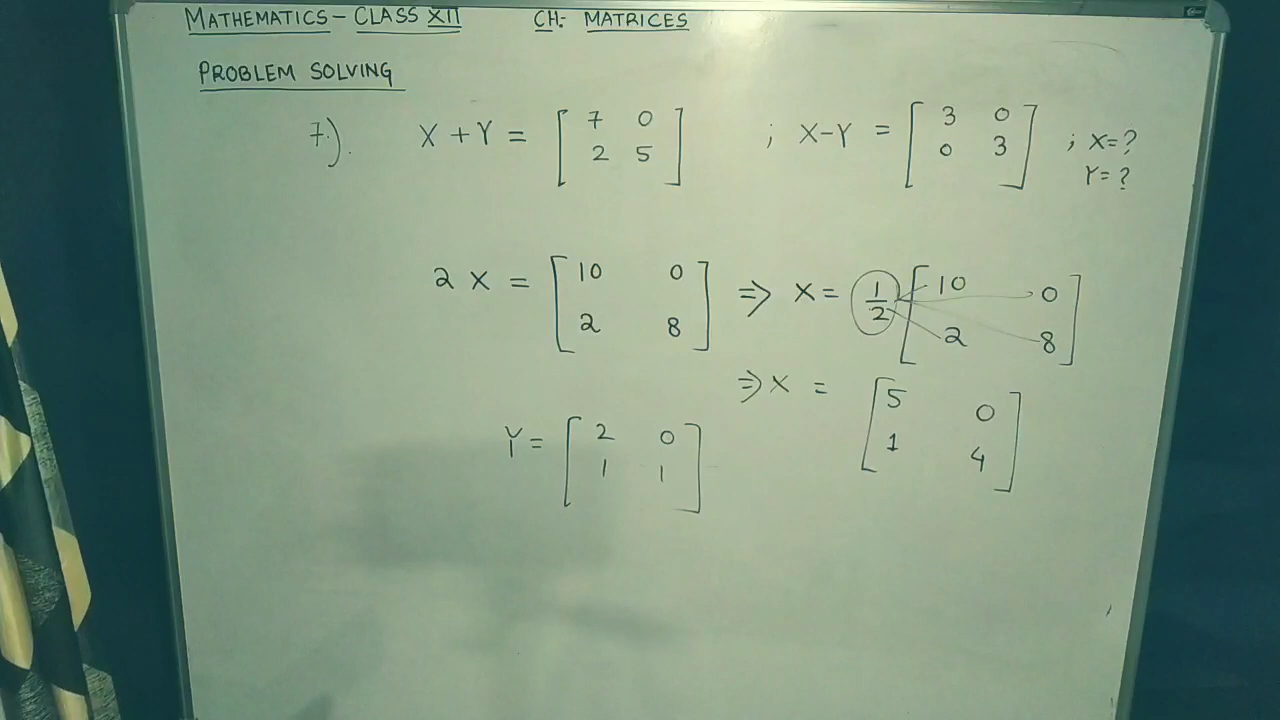 MATHEMATICS - CLASS XII CH: MATRICES
PROBLEM SOLVING
7.). X + Y = [ 7 0 ; X - Y = [ 3 0 ; X = ?
2 5 ] 0 3 ] Y = ?
2 X = [ 10 0 ⇒ X = 1/2 [ 10 0
2 8 ] 2 8 ]
⇒ X = [ 5 0
1 4 ]
Y = [ 2 0
1 1 ]